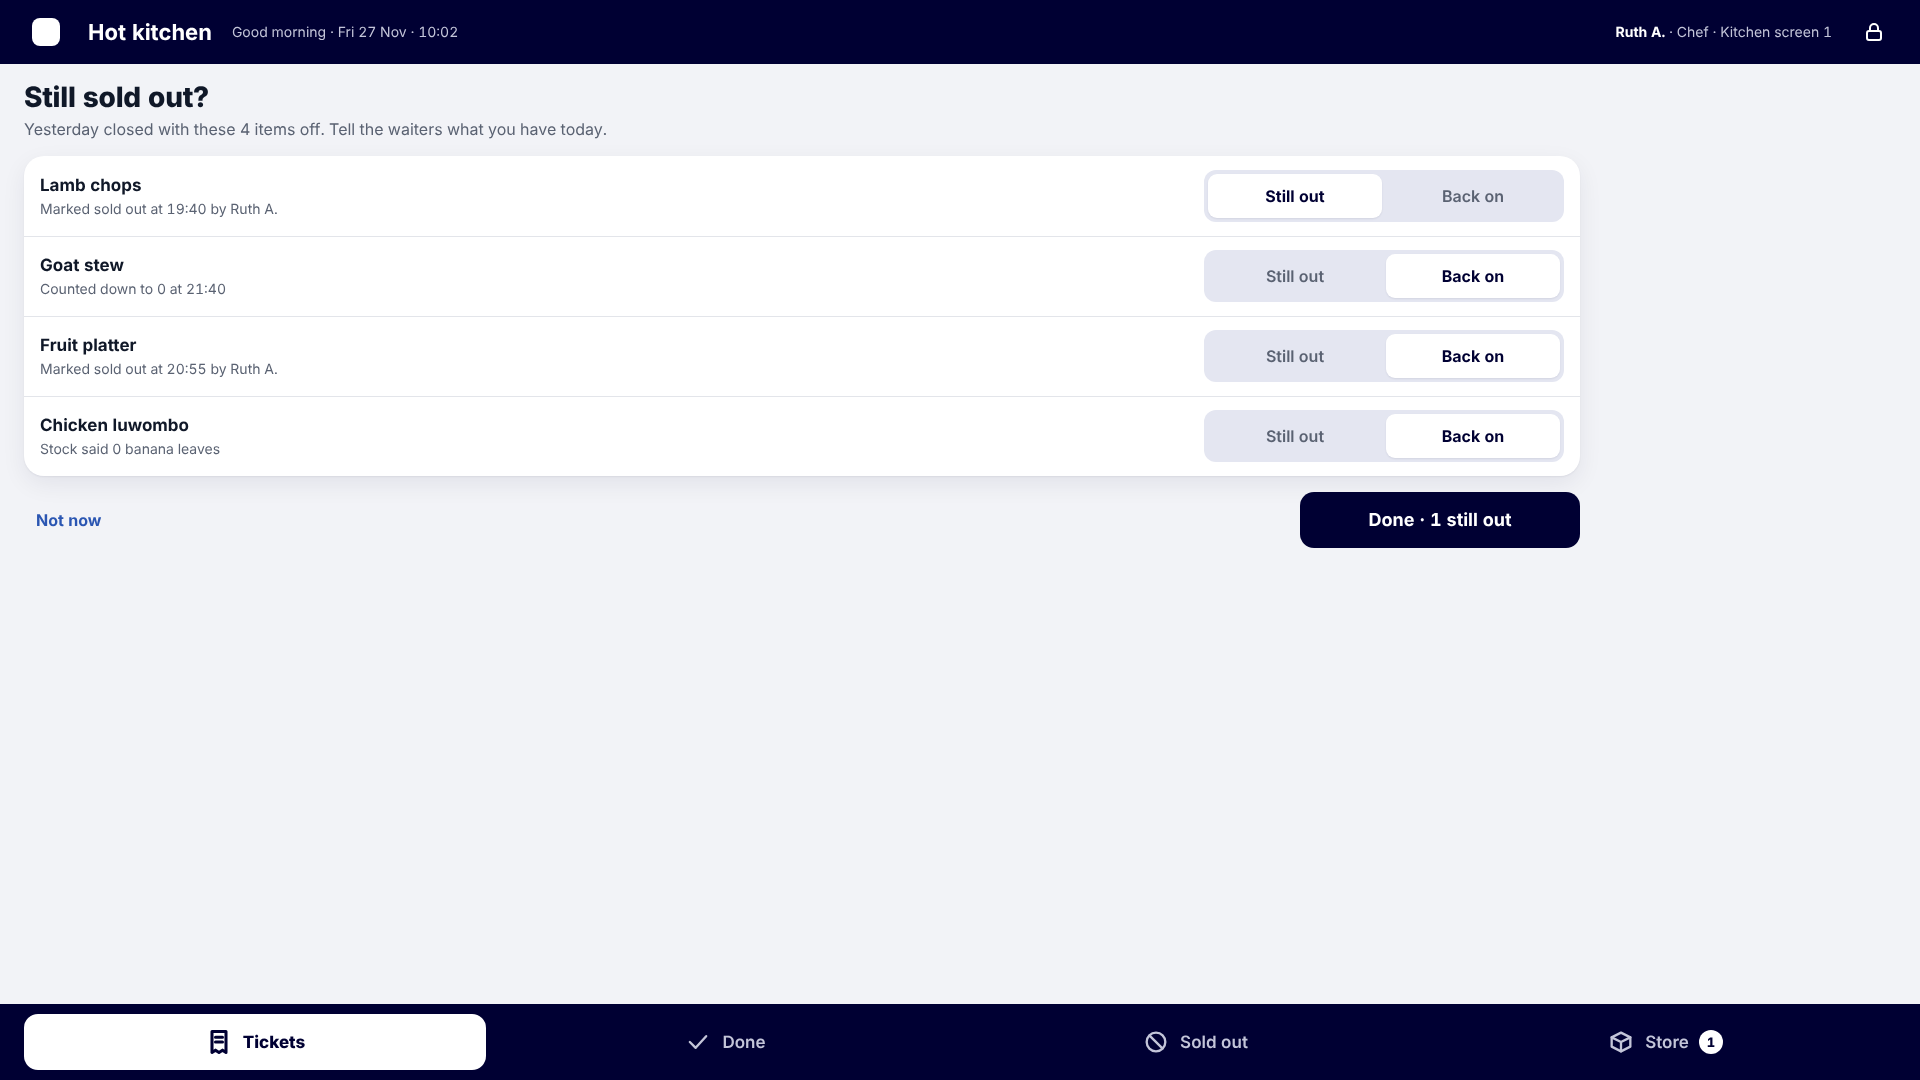 Hot kitchen
Good morning · Fri 27 Nov · 10:02
Ruth A. · Chef · Kitchen screen 1
Still sold out?
Yesterday closed with these 4 items off. Tell the waiters what you have today.
Lamb chops
Marked sold out at 19:40 by Ruth A.
Still out
Back on
Goat stew
Counted down to 0 at 21:40
Still out
Back on
Fruit platter
Marked sold out at 20:55 by Ruth A.
Still out
Back on
Chicken luwombo
Stock said 0 banana leaves
Still out
Back on
Not now
Done · 1 still out
Tickets
Done
Sold out
Store 1